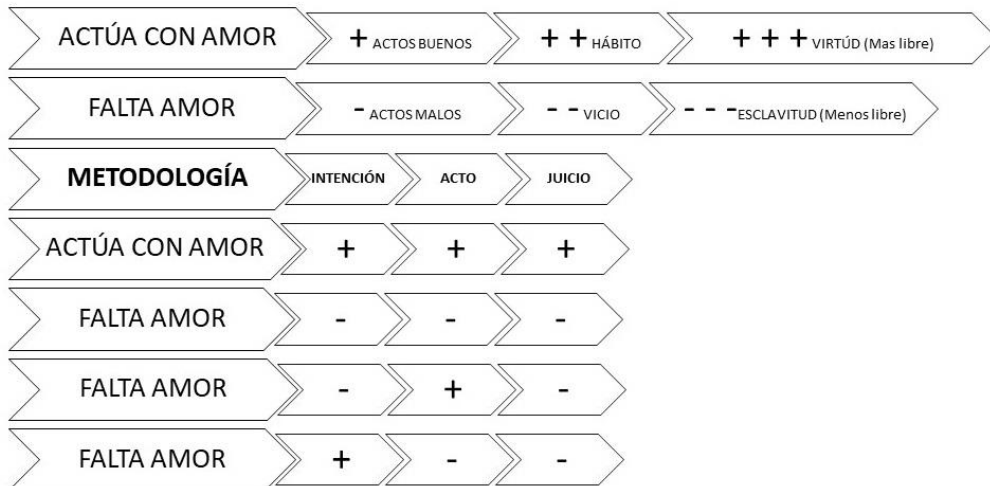 ACTÚA CON AMOR + ACTOS BUENOS + + HÁBITO + + + VIRTÚD (Mas libre)
FALTA AMOR - ACTOS MALOS - - VICIO - - - ESCLAVITUD (Menos libre)
METODOLOGÍA INTENCIÓN ACTO JUICIO
ACTÚA CON AMOR + + +
FALTA AMOR - - -
FALTA AMOR - + -
FALTA AMOR + - -